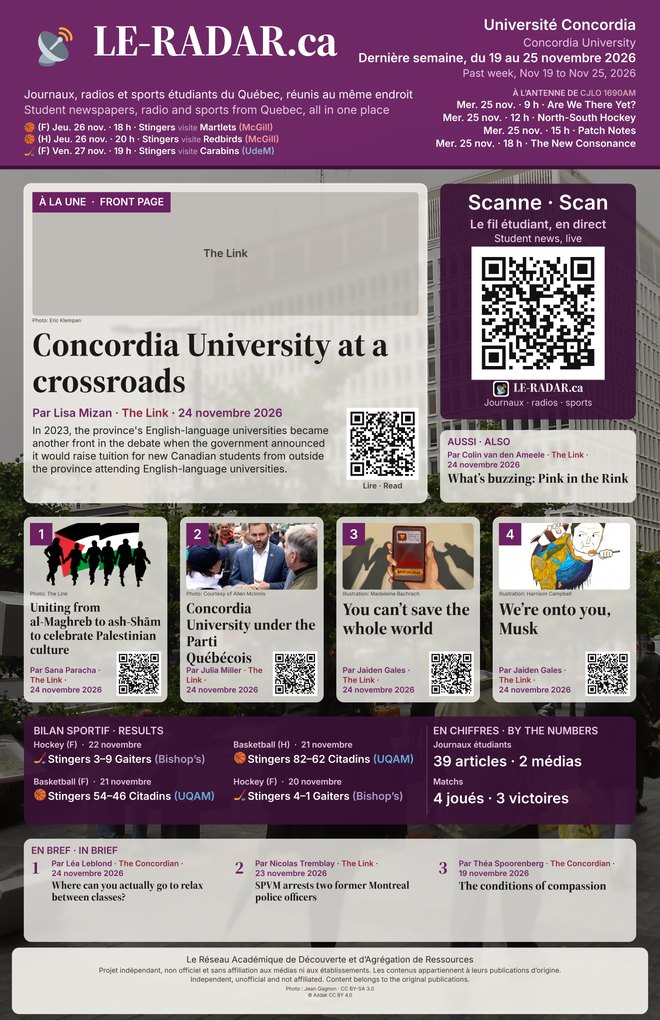 LE-RADAR.ca
Journaux, radios et sports étudiants du Québec, réunis au même endroit
Student newspapers, radio and sports from Quebec, all in one place
(F) Jeu. 26 nov. · 18 h · Stingers visite Martlets (McGill)
(H) Jeu. 26 nov. · 20 h · Stingers visite Redbirds (McGill)
(F) Ven. 27 nov. · 19 h · Stingers visite Carabins (UdeM)
Université Concordia
Concordia University
Dernière semaine, du 19 au 25 novembre 2026
Past week, Nov 19 to Nov 25, 2026
À L'ANTENNE DE CJLO 1690AM
Mer. 25 nov. · 9 h · Are We There Yet?
Mer. 25 nov. · 12 h · North-South Hockey
Mer. 25 nov. · 15 h · Patch Notes
Mer. 25 nov. · 18 h · The New Consonance
À LA UNE · FRONT PAGE
The Link
Photo: Eric Klempan
Concordia University at a
crossroads
Par Lisa Mizan · The Link · 24 novembre 2026
In 2023, the province's English-language universities became
another front in the debate when the government announced
it would raise tuition for new Canadian students from outside
the province attending English-language universities.
Lire · Read
Scanne · Scan
Le fil étudiant, en direct
Student news, live
LE-RADAR.ca
Journaux · radios · sports
AUSSI · ALSO
Par Colin van den Ameele · The Link ·
24 novembre 2026
What's buzzing: Pink in the Rink
1
Photo: The Link
Uniting from
al-Maghreb to ash-Shām
to celebrate Palestinian
culture
Par Sana Paracha ·
The Link ·
24 novembre 2026
2
Photo: Courtesy of Allen McInnis
Concordia
University under the
Parti
Québécois
Par Julia Miller · The
Link ·
24 novembre 2026
3
Illustration: Madeleine Bachrach
You can't save the
whole world
Par Jaiden Gales ·
The Link ·
24 novembre 2026
4
Illustration: Harrison Campbell
We're onto you,
Musk
Par Jaiden Gales ·
The Link ·
24 novembre 2026
BILAN SPORTIF · RESULTS
Hockey (F) · 22 novembre
Stingers 3–9 Gaiters (Bishop's)
Basketball (H) · 21 novembre
Stingers 82–62 Citadins (UQAM)
Basketball (F) · 21 novembre
Stingers 54–46 Citadins (UQAM)
Hockey (F) · 20 novembre
Stingers 4–1 Gaiters (Bishop's)
EN CHIFFRES · BY THE NUMBERS
Journaux étudiants
39 articles · 2 médias
Matchs
4 joués · 3 victoires
EN BREF · IN BRIEF
1
Par Léa Leblond · The Concordian ·
24 novembre 2026
Where can you actually go to relax
between classes?
2
Par Nicolas Tremblay · The Link ·
23 novembre 2026
SPVM arrests two former Montreal
police officers
3
Par Théa Spoorenberg · The Concordian ·
19 novembre 2026
The conditions of compassion
Le Réseau Académique de Découverte et d'Agrégation de Ressources
Projet indépendant, non officiel et sans affiliation aux médias ni aux établissements. Les contenus appartiennent à leurs publications d'origine.
Independent, unofficial and not affiliated. Content belongs to the original publications.
Photo : Jean Gagnon · CC BY-SA 3.0
© Azdak CC BY 4.0